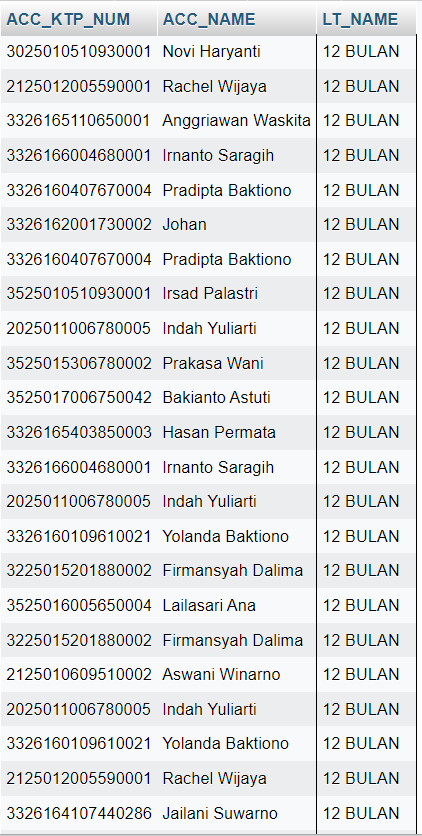 ACC_KTP_NUM ACC_NAME LT_NAME
3025010510930001 Novi Haryanti 12 BULAN
2125012005590001 Rachel Wijaya 12 BULAN
3326165110650001 Anggriawan Waskita 12 BULAN
3326166004680001 Irnanto Saragih 12 BULAN
3326160407670004 Pradipta Baktiono 12 BULAN
3326162001730002 Johan 12 BULAN
3326160407670004 Pradipta Baktiono 12 BULAN
3525010510930001 Irsad Palastri 12 BULAN
2025011006780005 Indah Yuliarti 12 BULAN
3525015306780002 Prakasa Wani 12 BULAN
3525017006750042 Bakianto Astuti 12 BULAN
3326165403850003 Hasan Permata 12 BULAN
3326166004680001 Irnanto Saragih 12 BULAN
2025011006780005 Indah Yuliarti 12 BULAN
3326160109610021 Yolanda Baktiono 12 BULAN
3225015201880002 Firmansyah Dalima 12 BULAN
3525016005650004 Lailasari Ana 12 BULAN
3225015201880002 Firmansyah Dalima 12 BULAN
2125010609510002 Aswani Winarno 12 BULAN
2025011006780005 Indah Yuliarti 12 BULAN
3326160109610021 Yolanda Baktiono 12 BULAN
2125012005590001 Rachel Wijaya 12 BULAN
3326164107440286 Jailani Suwarno 12 BULAN